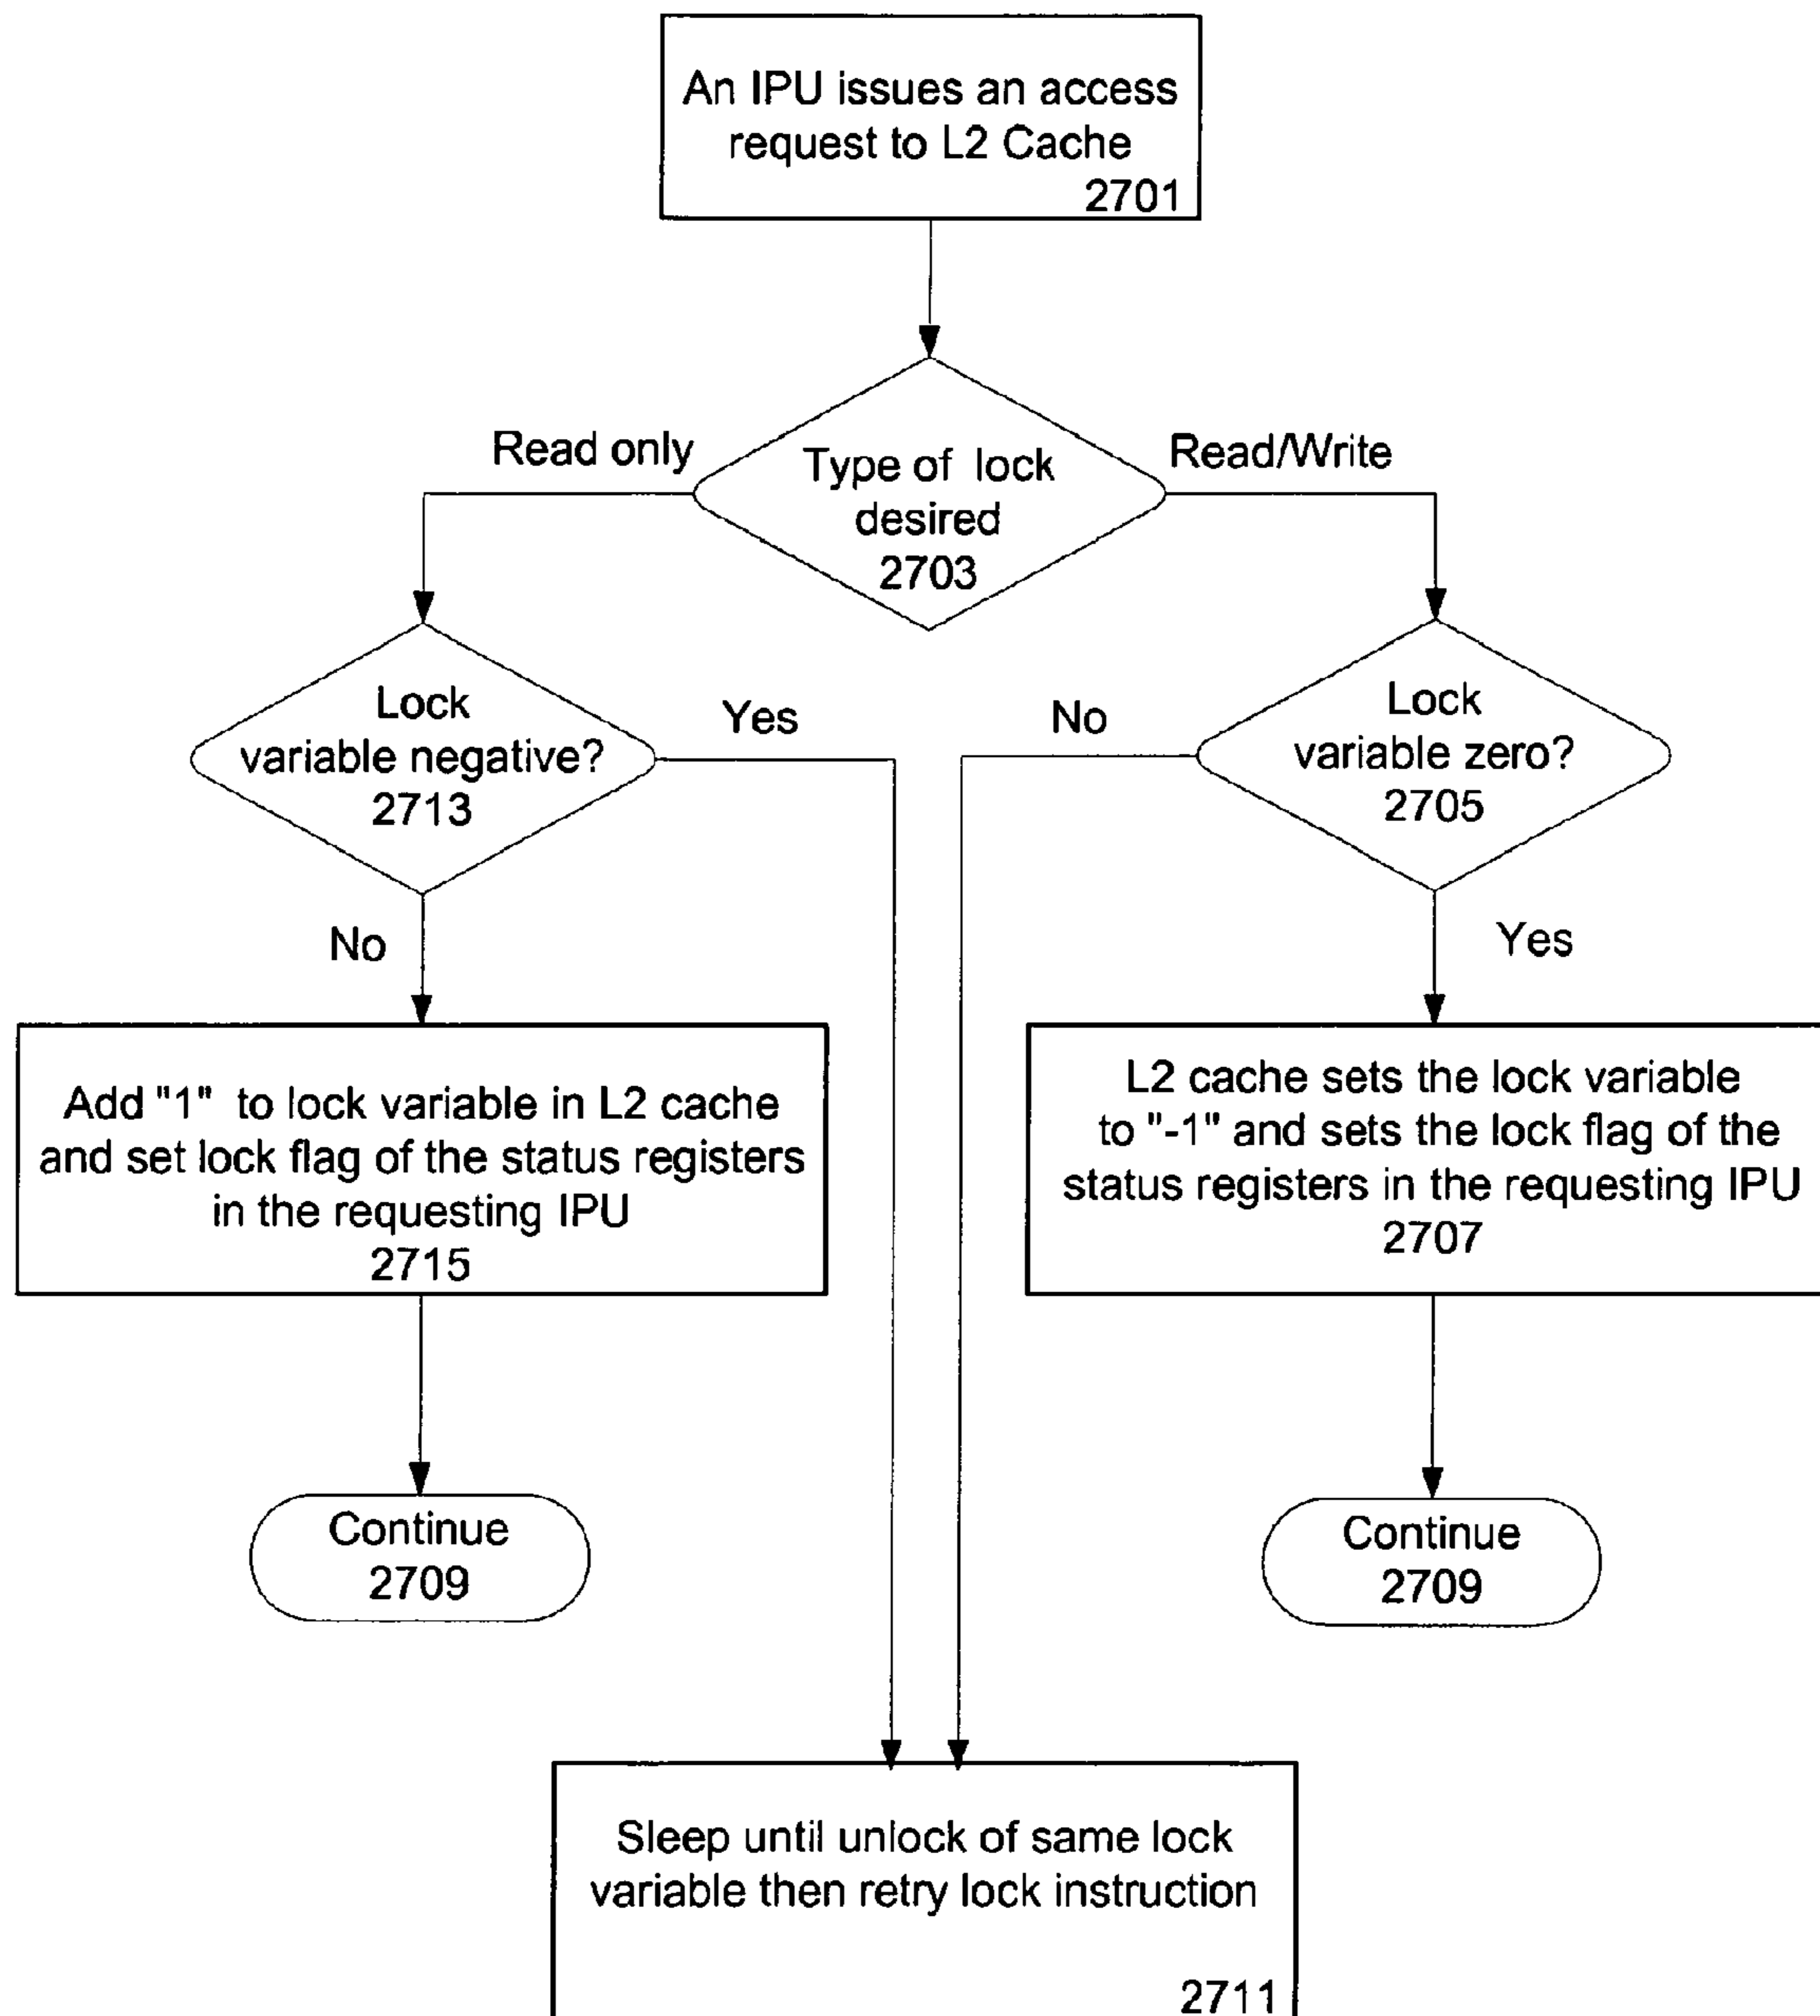 An IPU issues an access
request to L2 Cache
2701
Read only
Type of lock
desired
2703
Read/Write
Lock
variable negative?
2713
Yes
No
Lock
variable zero?
2705
No
Yes
Add "1" to lock variable in L2 cache
and set lock flag of the status registers
in the requesting IPU
2715
L2 cache sets the lock variable
to "-1" and sets the lock flag of the
status registers in the requesting IPU
2707
Continue
2709
Continue
2709
Sleep until unlock of same lock
variable then retry lock instruction
2711